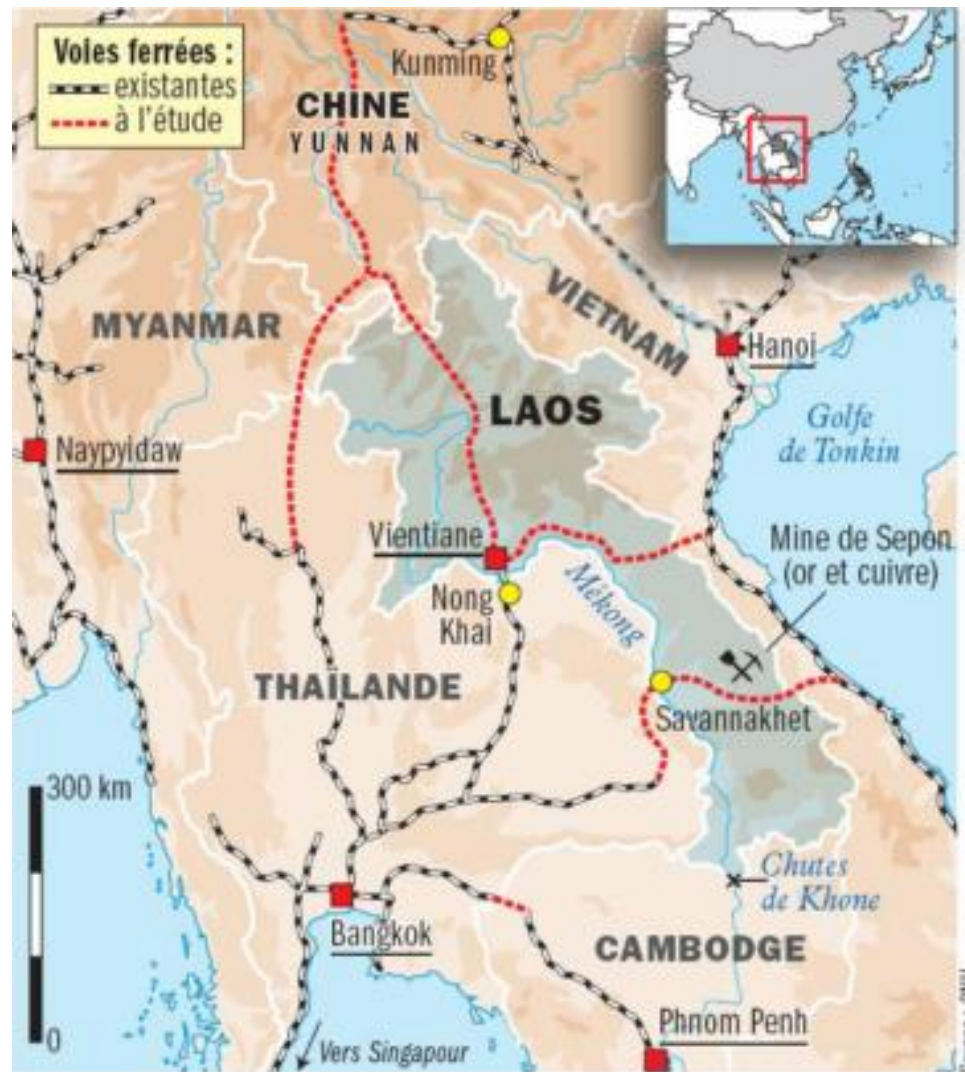 Voies ferrées :
existantes
à l'étude
Kunming
CHINE
YUNNAN
MYANMAR
VIETNAM
Hanoi
LAOS
Golfe
de Tonkin
Naypyidaw
Vientiane
Mine de Sepon
(or et cuivre)
Nong
Khai
Mékong
THAÏLANDE
Savannakhet
300 km
0
Chutes
de Khone
Bangkok
CAMBODGE
Phnom Penh
Vers Singapour